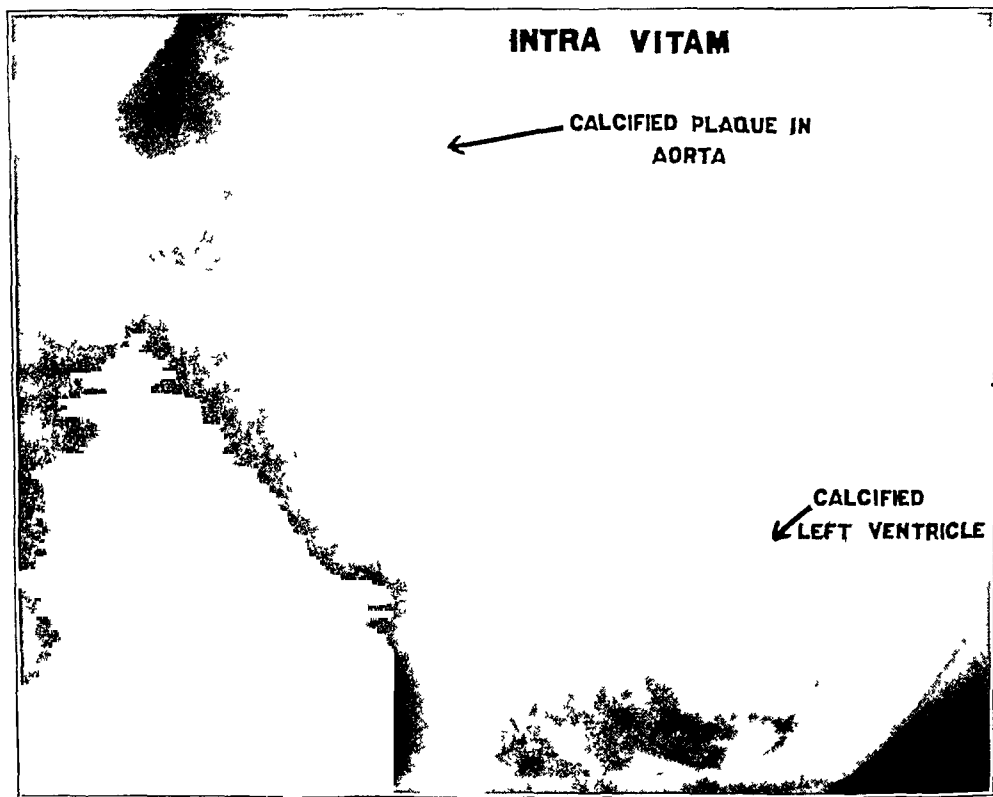 INTRA VITAM
CALCIFIED PLAQUE IN
AORTA
CALCIFIED
LEFT VENTRICLE